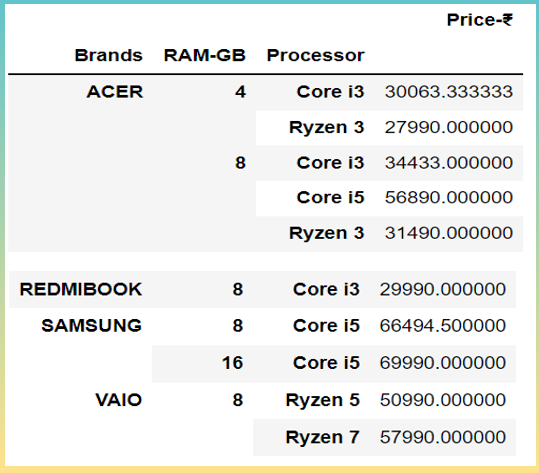 Price-₹
Brands RAM-GB Processor
ACER 4 Core i3 30063.333333
Ryzen 3 27990.000000
8 Core i3 34433.000000
Core i5 56890.000000
Ryzen 3 31490.000000
REDMIBOOK 8 Core i3 29990.000000
SAMSUNG 8 Core i5 66494.500000
16 Core i5 69990.000000
VAIO 8 Ryzen 5 50990.000000
Ryzen 7 57990.000000